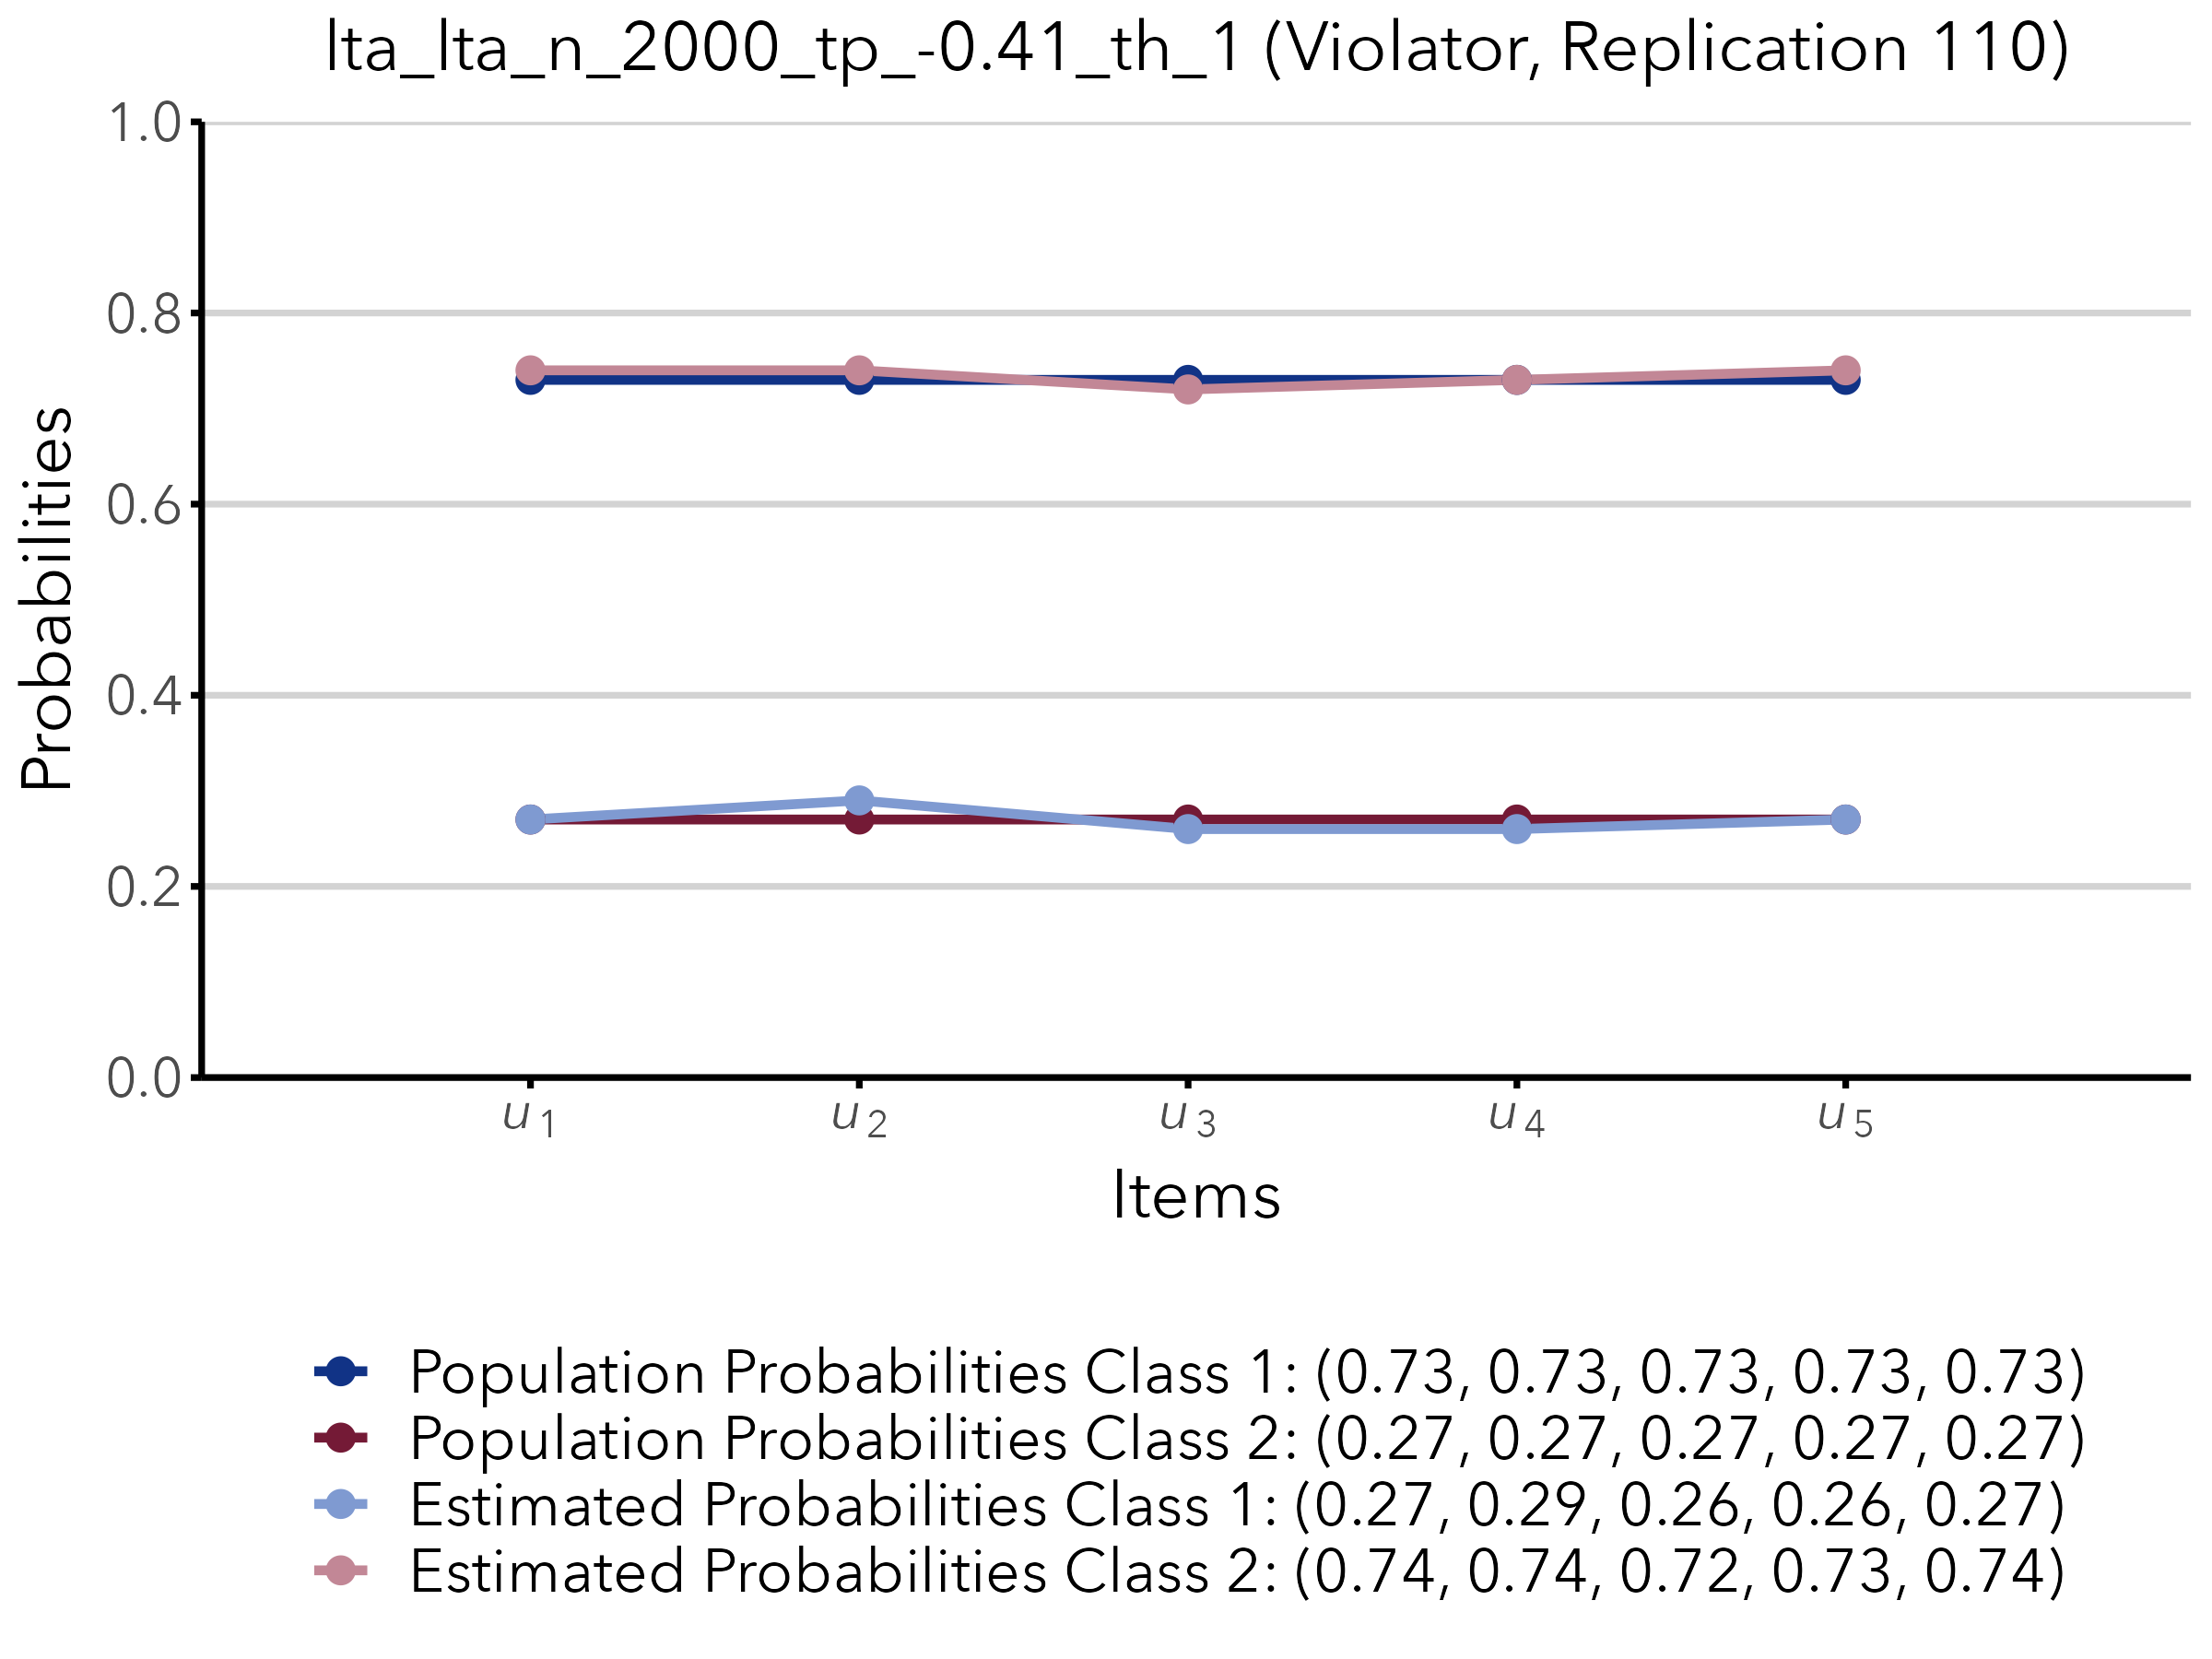 lta_lta_n_2000_tp_-0.41_th_1 (Violator, Replication 110)
1.0
0.8
0.6
0.4
0.2
0.0
Probabilities
u1 u2 u3 u4 u5
Items
Population Probabilities Class 1: (0.73, 0.73, 0.73, 0.73, 0.73)
Population Probabilities Class 2: (0.27, 0.27, 0.27, 0.27, 0.27)
Estimated Probabilities Class 1: (0.27, 0.29, 0.26, 0.26, 0.27)
Estimated Probabilities Class 2: (0.74, 0.74, 0.72, 0.73, 0.74)